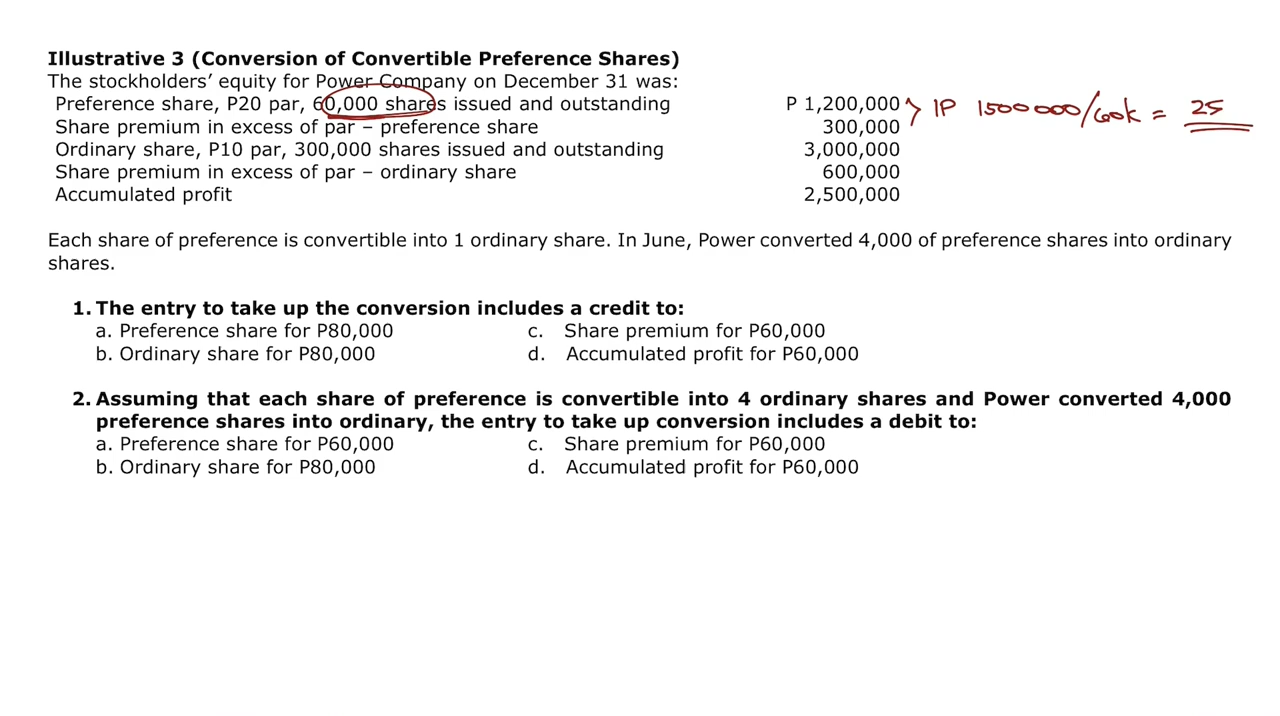 Illustrative 3 (Conversion of Convertible Preference Shares)
The stockholders' equity for Power Company on December 31 was:
Preference share, P20 par, 60,000 shares issued and outstanding P 1,200,000 > IP 1500000/60k = 25
Share premium in excess of par – preference share 300,000
Ordinary share, P10 par, 300,000 shares issued and outstanding 3,000,000
Share premium in excess of par – ordinary share 600,000
Accumulated profit 2,500,000
Each share of preference is convertible into 1 ordinary share. In June, Power converted 4,000 of preference shares into ordinary
shares.
1. The entry to take up the conversion includes a credit to:
a. Preference share for P80,000 c. Share premium for P60,000
b. Ordinary share for P80,000 d. Accumulated profit for P60,000
2. Assuming that each share of preference is convertible into 4 ordinary shares and Power converted 4,000
preference shares into ordinary, the entry to take up conversion includes a debit to:
a. Preference share for P60,000 c. Share premium for P60,000
b. Ordinary share for P80,000 d. Accumulated profit for P60,000